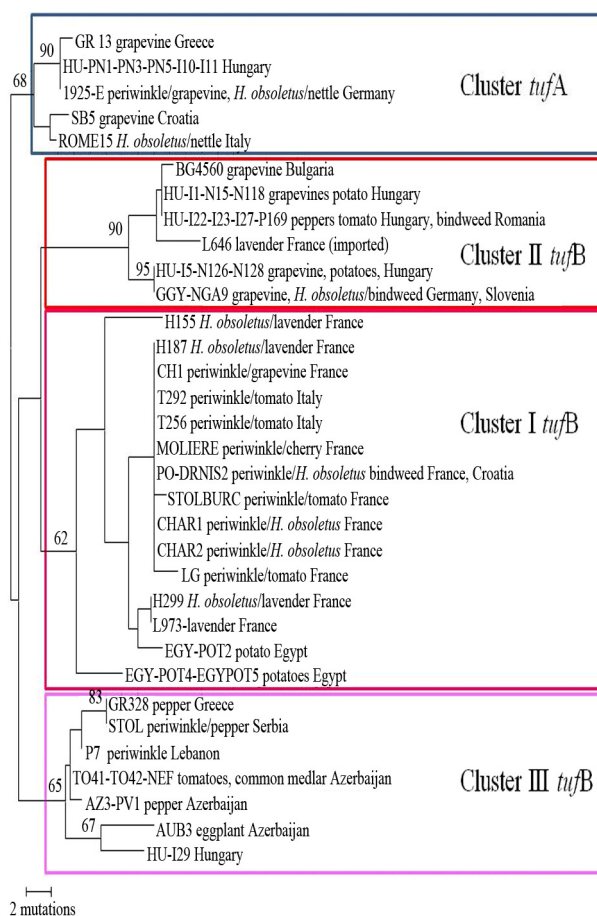 GR 13 grapevine Greece
90
HU-PN1-PN3-PN5-I10-I11 Hungary
68
Cluster tufA
1925-E periwinkle/grapevine, H. obsoletus/nettle Germany
SB5 grapevine Croatia
ROME15 H. obsoletus/nettle Italy
BG4560 grapevine Bulgaria
HU-I1-N15-N118 grapevines potato Hungary
HU-I22-I23-I27-P169 peppers tomato Hungary, bindweed Romania
90
L646 lavender France (imported)
Cluster II tufB
95
HU-I5-N126-N128 grapevine, potatoes, Hungary
GGY-NGA9 grapevine, H. obsoletus/bindweed Germany, Slovenia
H155 H. obsoletus/lavender France
H187 H. obsoletus/lavender France
CH1 periwinkle/grapevine France
T292 periwinkle/tomato Italy
T256 periwinkle/tomato Italy
Cluster I tufB
MOLIERE periwinkle/cherry France
PO-DRNIS2 periwinkle/H. obsoletus bindweed France, Croatia
STOLBURC periwinkle/tomato France
CHAR1 periwinkle/H. obsoletus France
62
CHAR2 periwinkle/H. obsoletus France
LG periwinkle/tomato France
H299 H. obsoletus/lavender France
L973-lavender France
EGY-POT2 potato Egypt
EGY-POT4-EGYPOT5 potatoes Egypt
83
GR328 pepper Greece
STOL periwinkle/pepper Serbia
P7 periwinkle Lebanon
65
TO41-TO42-NEF tomatoes, common medlar Azerbaijan
Cluster III tufB
AZ3-PV1 pepper Azerbaijan
67
AUB3 eggplant Azerbaijan
HU-I29 Hungary
2 mutations